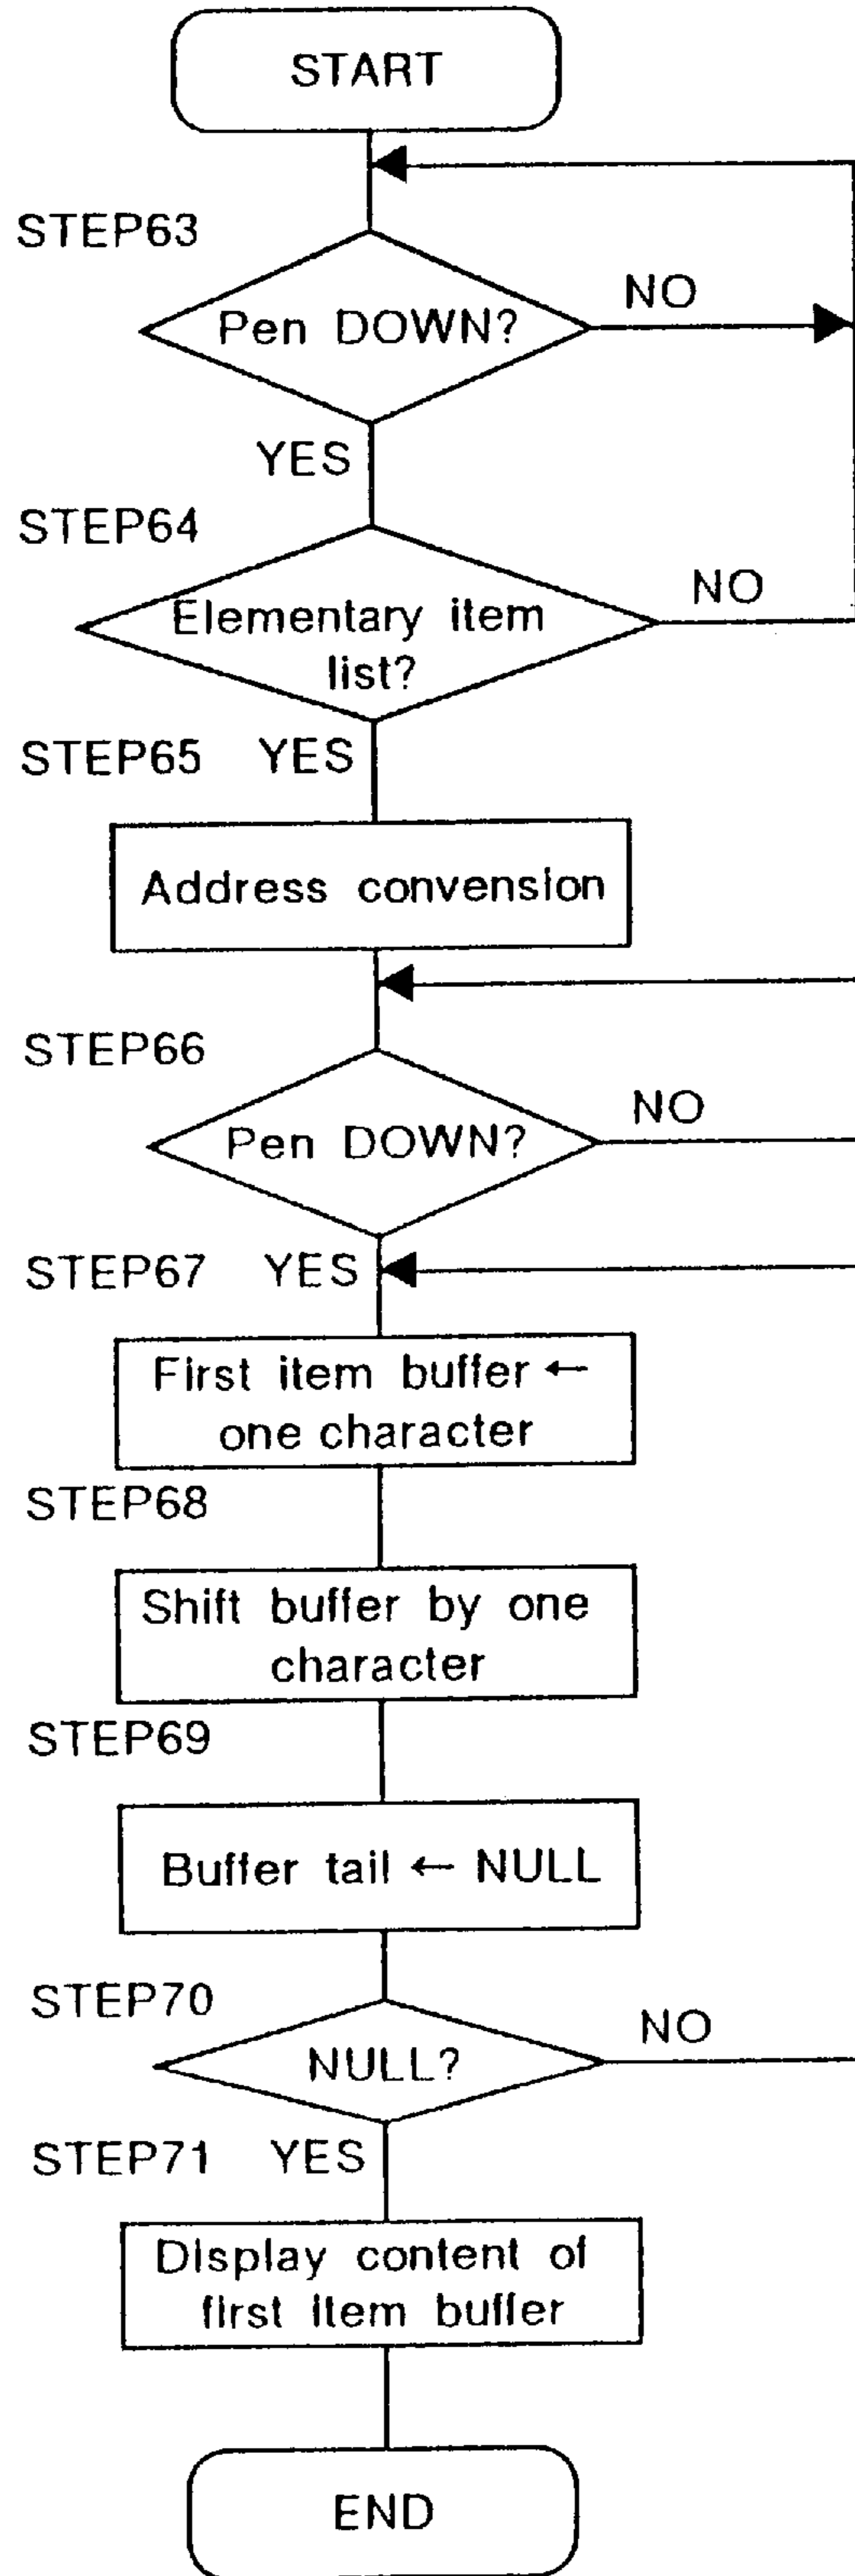 START
STEP63
Pen DOWN?
NO
YES
STEP64
Elementary item
list?
NO
STEP65 YES
Address convension
STEP66
Pen DOWN?
NO
STEP67 YES
First item buffer ←
one character
STEP68
Shift buffer by one
character
STEP69
Buffer tail ← NULL
STEP70
NULL?
NO
STEP71 YES
Display content of
first item buffer
END